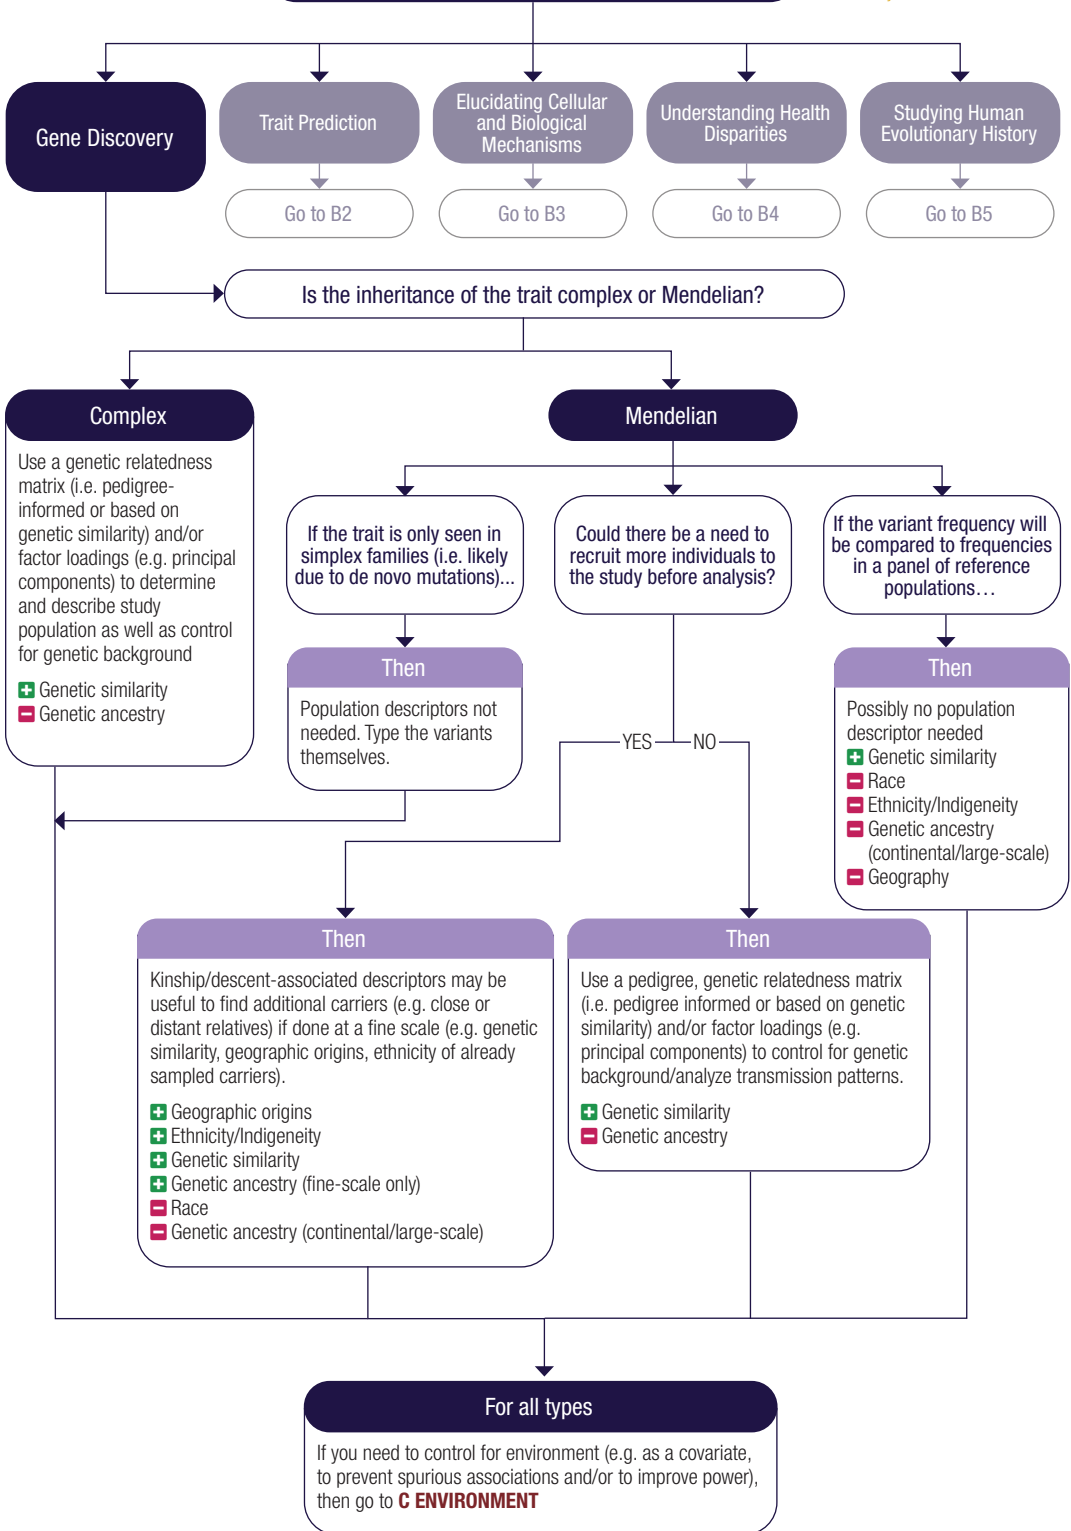 Gene Discovery
Trait Prediction
Elucidating Cellular
and Biological
Mechanisms
Understanding Health
Disparities
Studying Human
Evolutionary History
Go to B2
Go to B3
Go to B4
Go to B5
Is the inheritance of the trait complex or Mendelian?
Complex
Use a genetic relatedness
matrix (i.e. pedigree-
informed or based on
genetic similarity) and/or
factor loadings (e.g. principal
components) to determine
and describe study
population as well as control
for genetic background
+ Genetic similarity
− Genetic ancestry
Mendelian
If the trait is only seen in
simplex families (i.e. likely
due to de novo mutations)...
Then
Population descriptors not
needed. Type the variants
themselves.
Could there be a need to
recruit more individuals to
the study before analysis?
YES
NO
If the variant frequency will
be compared to frequencies
in a panel of reference
populations…
Then
Possibly no population
descriptor needed
+ Genetic similarity
− Race
− Ethnicity/Indigeneity
− Genetic ancestry
(continental/large-scale)
− Geography
Then
Kinship/descent-associated descriptors may be
useful to find additional carriers (e.g. close or
distant relatives) if done at a fine scale (e.g. genetic
similarity, geographic origins, ethnicity of already
sampled carriers).
+ Geographic origins
+ Ethnicity/Indigeneity
+ Genetic similarity
+ Genetic ancestry (fine-scale only)
− Race
− Genetic ancestry (continental/large-scale)
Then
Use a pedigree, genetic relatedness matrix
(i.e. pedigree informed or based on genetic
similarity) and/or factor loadings (e.g.
principal components) to control for genetic
background/analyze transmission patterns.
+ Genetic similarity
− Genetic ancestry
For all types
If you need to control for environment (e.g. as a covariate,
to prevent spurious associations and/or to improve power),
then go to C ENVIRONMENT